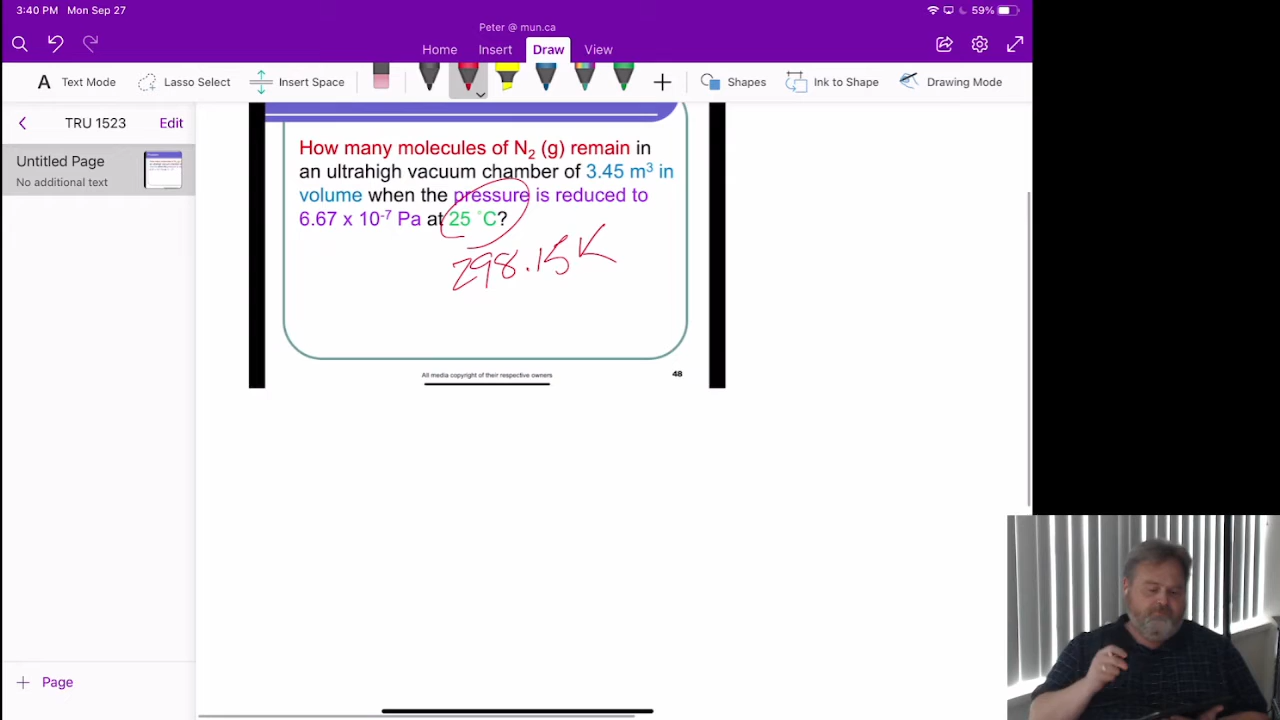 3:40 PM Mon Sep 27
59%
Peter @ mun.ca
Home Insert Draw View
Text Mode Lasso Select Insert Space Shapes Ink to Shape Drawing Mode
TRU 1523 Edit
Untitled Page
No additional text
How many molecules of N₂ (g) remain in
an ultrahigh vacuum chamber of 3.45 m³ in
volume when the pressure is reduced to
6.67 x 10⁻⁷ Pa at 25 ˚C?
298.15 K
All media copyright of their respective owners
48
Page